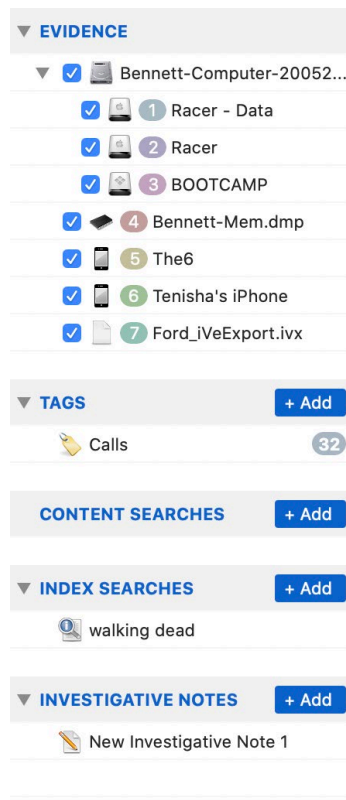 EVIDENCE
Bennett-Computer-20052...
1 Racer - Data
2 Racer
3 BOOTCAMP
4 Bennett-Mem.dmp
5 The6
6 Tenisha's iPhone
7 Ford_iVeExport.ivx
TAGS + Add
Calls 32
CONTENT SEARCHES + Add
INDEX SEARCHES + Add
walking dead
INVESTIGATIVE NOTES + Add
New Investigative Note 1